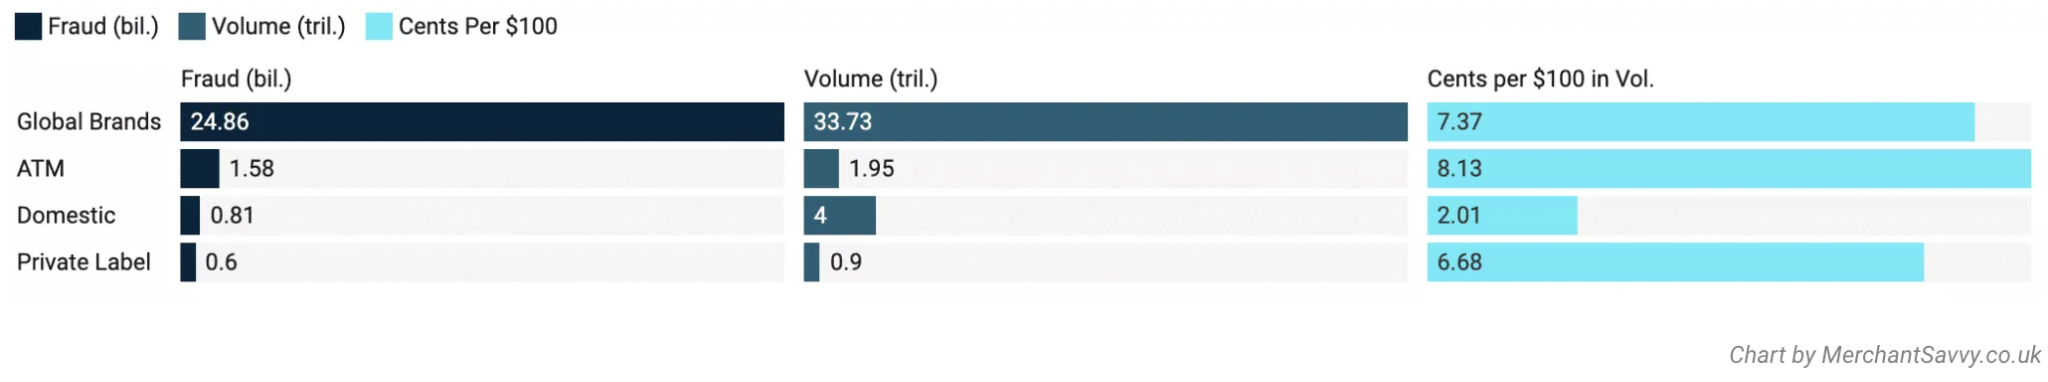 Fraud (bil.) Volume (tril.) Cents Per $100
Fraud (bil.) Volume (tril.) Cents per $100 in Vol.
Global Brands 24.86 33.73 7.37
ATM 1.58 1.95 8.13
Domestic 0.81 4 2.01
Private Label 0.6 0.9 6.68
Chart by MerchantSavvy.co.uk